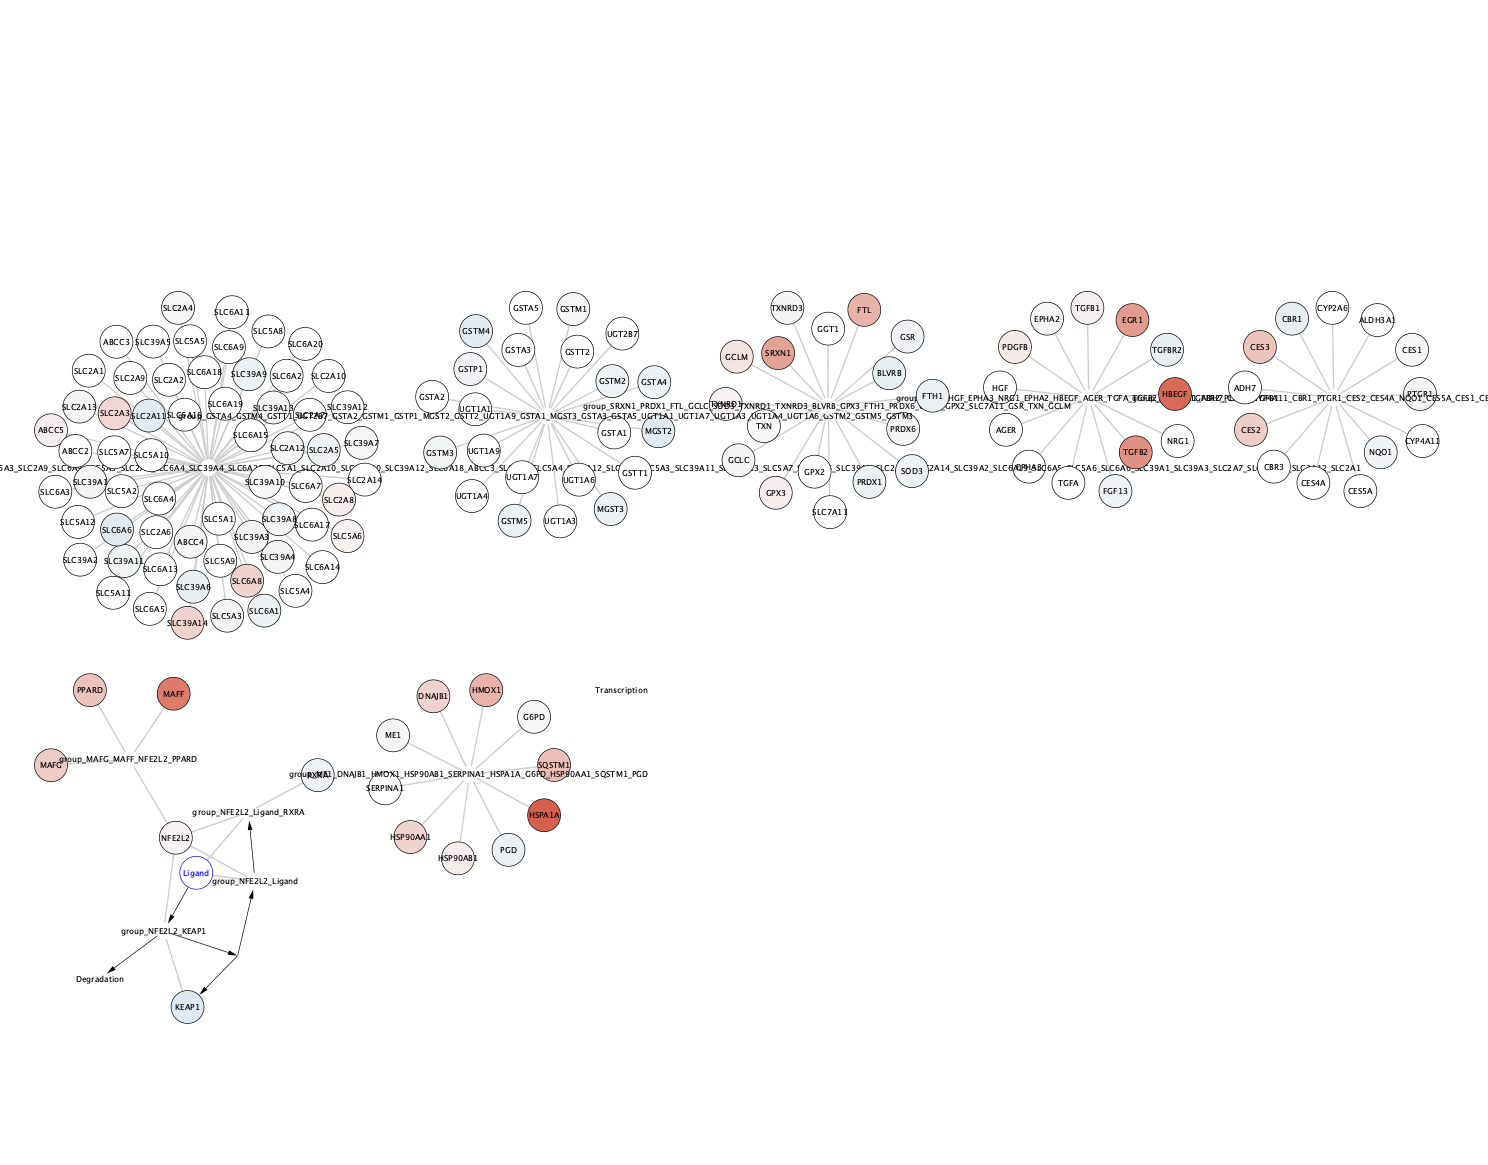 SLC2A4
SLC6A11
SLC5A8
ABCC3
SLC39A5
SLC5A5
SLC6A9
SLC6A20
SLC2A1
SLC2A9
SLC2A2
SLC6A18
SLC39A9
SLC6A2
SLC2A10
SLC2A13
SLC2A3
SLC2A11
SLC6A16
SLC6A19
SLC39A13
SLC39A12
ABCC5
SLC6A15
ABCC2
SLC5A7
SLC5A10
SLC2A12
SLC2A5
SLC39A7
SLC6A3
SLC39A1
SLC5A2
SLC6A4
SLC39A10
SLC6A7
SLC2A8
SLC2A14
SLC5A12
SLC6A6
SLC2A6
SLC5A1
SLC39A8
SLC6A17
SLC5A6
ABCC4
SLC39A3
SLC39A2
SLC39A11
SLC6A13
SLC5A9
SLC39A4
SLC6A14
SLC5A11
SLC39A6
SLC6A8
SLC5A4
SLC6A5
SLC39A14
SLC5A3
SLC6A1
GSTA5
GSTM1
GSTM4
UGT2B7
GSTA3
GSTT2
GSTP1
GSTM2
GSTA4
GSTA2
UGT1A1
GSTA1
MGST2
GSTM3
UGT1A9
UGT1A7
UGT1A6
GSTT1
UGT1A4
MGST3
GSTM5
UGT1A3
TXNRD3
FTL
GGT1
GSR
GCLM
SRXN1
BLVRB
FTH1
TXNRD1
TXN
PRDX6
GCLC
GPX2
SOD3
PRDX1
GPX3
SLC7A11
EPHA2
TGFB1
EGR1
PDGFB
TGFBR2
HGF
HBEGF
AGER
NRG1
TGFB2
EPHA3
TGFA
FGF13
CBR1
CYP2A6
ALDH3A1
CES3
CES1
ADH7
PTGR1
CES2
CYP4A11
NQO1
CBR3
CES4A
CES5A
PPARD
MAFF
MAFG
group_MAFG_MAFF_NFE2L2_PPARD
RXRA
group_NFE2L2_Ligand_RXRA
NFE2L2
Ligand
group_NFE2L2_Ligand
group_NFE2L2_KEAP1
Degradation
KEAP1
DNAJB1
HMOX1
G6PD
ME1
SQSTM1
group_ME1_DNAJB1_HMOX1_HSP90AB1_SERPINA1_HSPA1A_G6PD_HSP90AA1_SQSTM1_PGD
SERPINA1
HSPA1A
HSP90AA1
HSP90AB1
PGD
Transcription